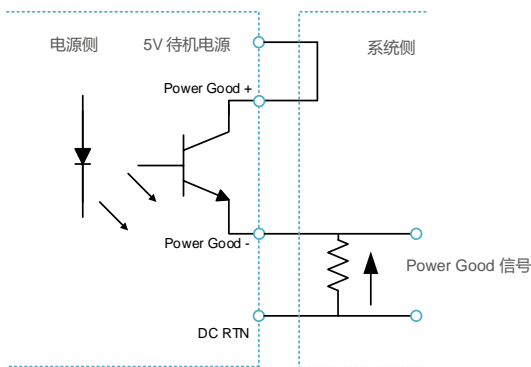 电源侧
5V 待机电源
系统侧
Power Good +
Power Good -
Power Good 信号
DC RTN